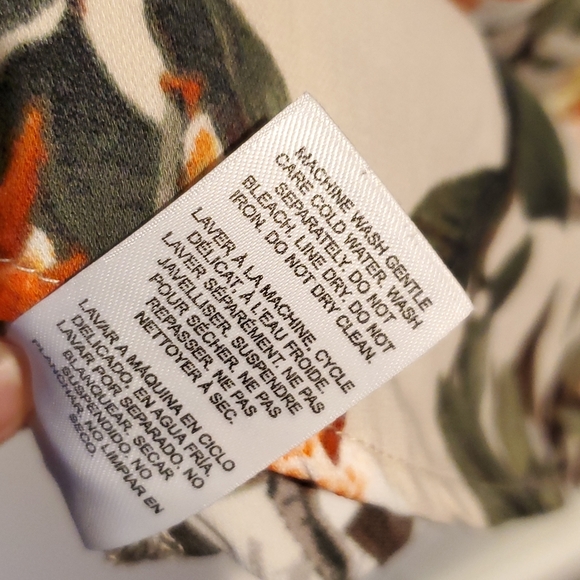 MACHINE WASH GENTLE
CARE COLD WATER, WASH
SEPARATELY, DO NOT
BLEACH, LINE DRY, DO NOT
IRON, DO NOT DRY CLEAN.
LAVER À LA MACHINE, CYCLE
DÉLICAT, À L'EAU FROIDE
LAVER, SÉPAREMENT NE PAS
JAVELLISER, SUSPENDRE
POUR SÉCHER, NE PAS
REPASSER, NE PAS
NETTOYER À SEC.
LAVAR A MÁQUINA EN CICLO
DELICADO, EN AGUA FRÍA,
LAVAR POR SEPARADO, NO
BLANQUEAR, SECAR
SUSPENDIDO, NO
PLANCHAR, NO LIMPIAR EN
SECO.